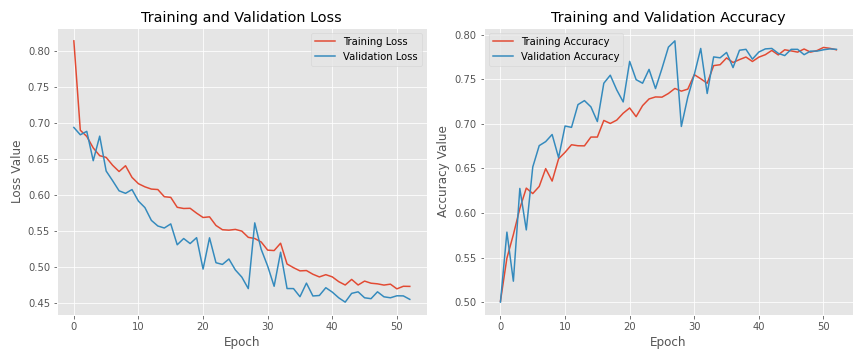 Training and Validation Loss
Training Loss
Validation Loss
0.80
0.75
0.70
0.65
0.60
0.55
0.50
0.45
Loss Value
0 10 20 30 40 50
Epoch
Training and Validation Accuracy
Training Accuracy
Validation Accuracy
0.80
0.75
0.70
0.65
0.60
0.55
0.50
Accuracy Value
0 10 20 30 40 50
Epoch